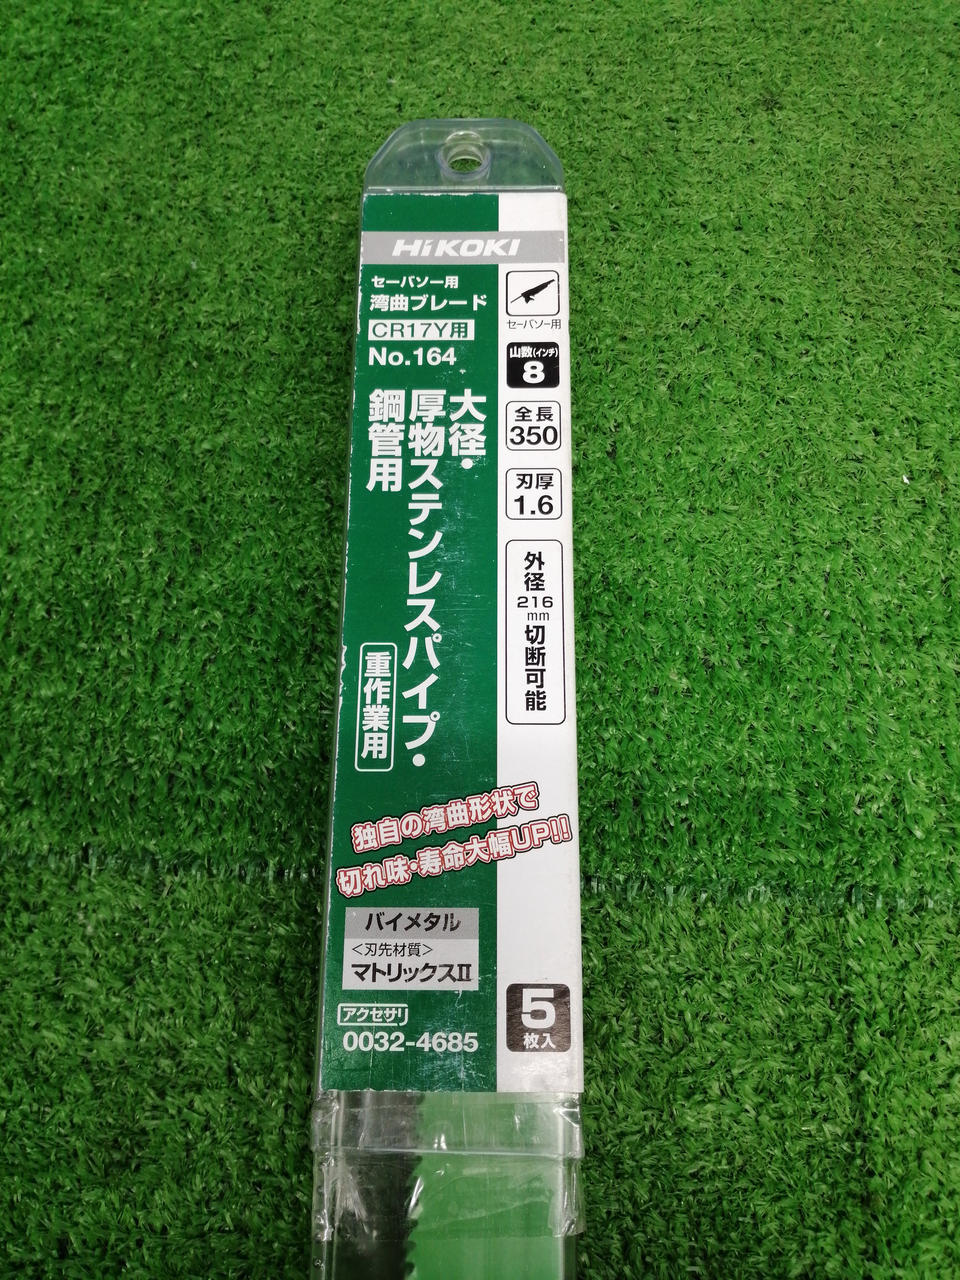 HiKOKI
セーバソー用
湾曲ブレード
CR17Y用
No.164
大径・
厚物ステンレスパイプ・
鋼管用
重作業用
独自の湾曲形状で
切れ味・寿命大幅UP!!
バイメタル
<刃先材質>
マトリックスII
アクセサリ
0032-4685
セーバソー用
山数(インチ)
8
全長
350
刃厚
1.6
外径
216
mm
切断可能
5
枚入